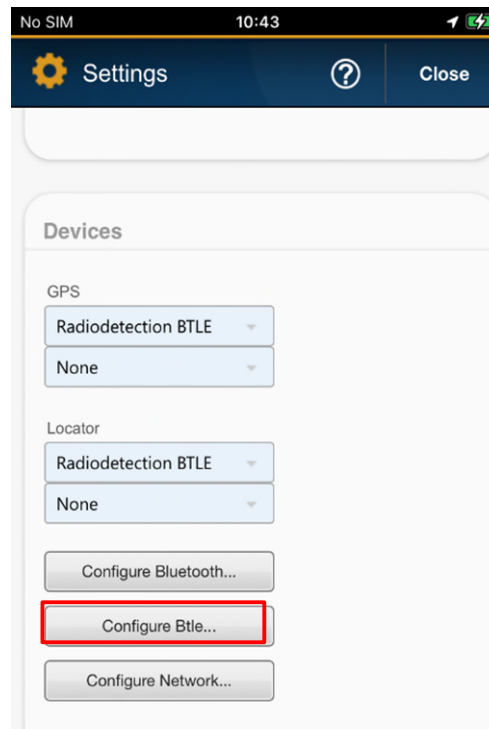 No SIM 10:43
Settings ? Close
Devices
GPS
Radiodetection BTLE
None
Locator
Radiodetection BTLE
None
Configure Bluetooth...
Configure Btle...
Configure Network...